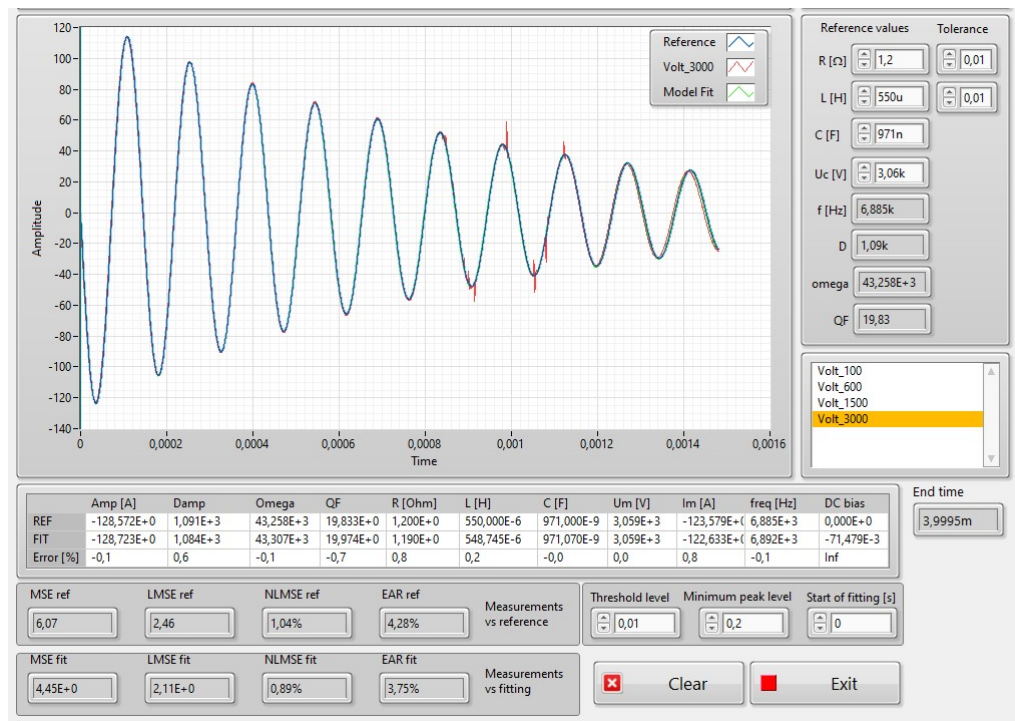 120
100
80
60
40
20
0
-20
-40
-60
-80
-100
-120
-140
Amplitude
0 0,0002 0,0004 0,0006 0,0008 0,001 0,0012 0,0014 0,0016
Time
Reference
Volt_3000
Model Fit
Reference values Tolerance
R [Ω] 1,2 0,01
L [H] 550u 0,01
C [F] 971n
Uc [V] 3,06k
f [Hz] 6,885k
D 1,09k
omega 43,258E+3
QF 19,83
Volt_100
Volt_600
Volt_1500
Volt_3000
End time
3,9995m
Amp [A] Damp Omega QF R [Ohm] L [H] C [F] Um [V] Im [A] freq [Hz] DC bias
REF -128,572E+0 1,091E+3 43,258E+3 19,833E+0 1,200E+0 550,000E-6 971,000E-9 3,059E+3 -123,579E+( 6,885E+3 0,000E+0
FIT -128,723E+0 1,084E+3 43,307E+3 19,974E+0 1,190E+0 548,745E-6 971,070E-9 3,059E+3 -122,633E+( 6,892E+3 -71,479E-3
Error [%] -0,1 0,6 -0,1 -0,7 0,8 0,2 -0,0 0,0 0,8 -0,1 Inf
MSE ref LMSE ref NLMSE ref EAR ref
6,07 2,46 1,04% 4,28%
Measurements
vs reference
Threshold level Minimum peak level Start of fitting [s]
0,01 0,2 0
MSE fit LMSE fit NLMSE fit EAR fit
4,45E+0 2,11E+0 0,89% 3,75%
Measurements
vs fitting
Clear
Exit